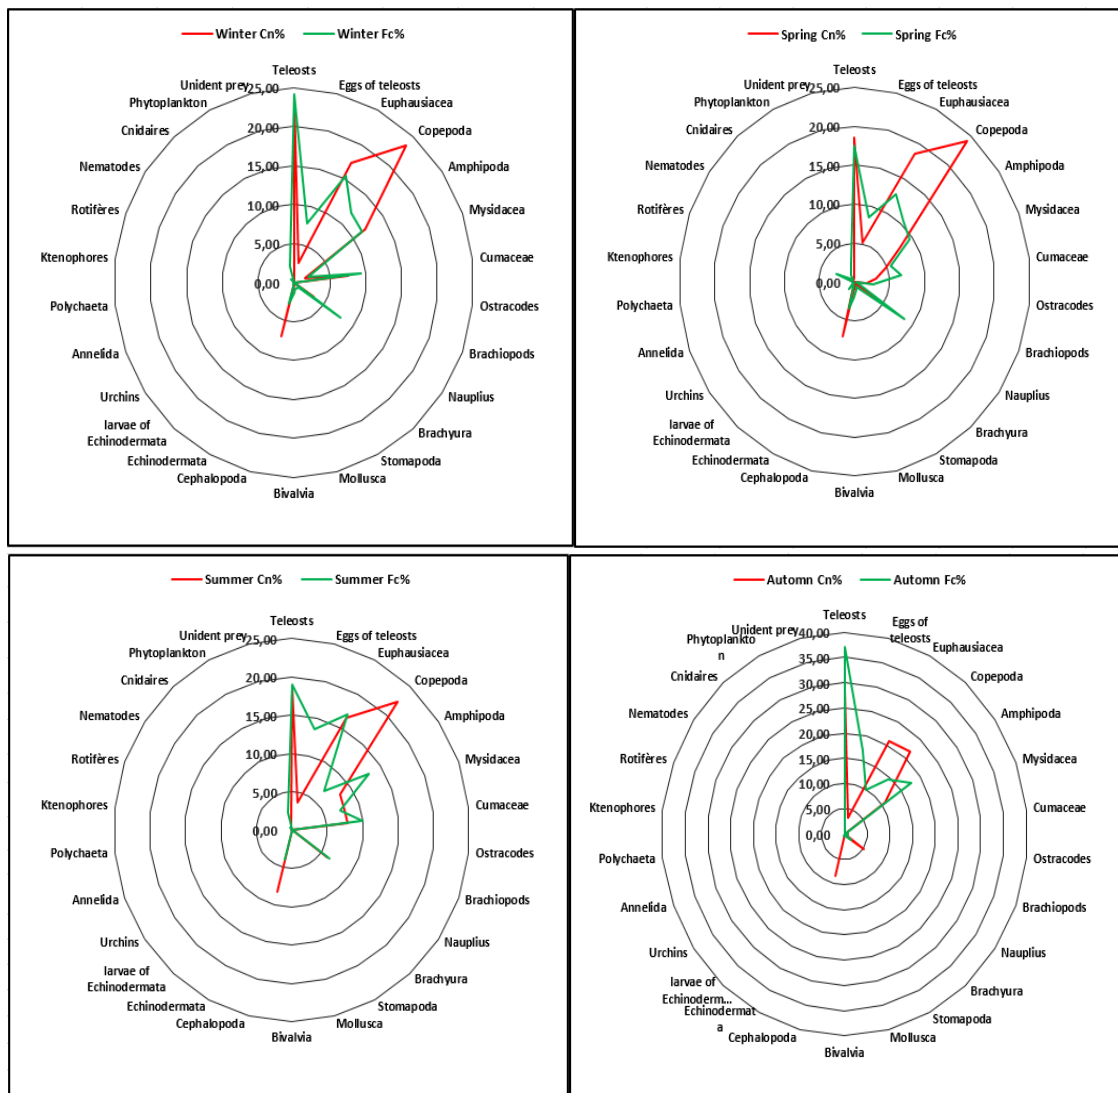 Winter Cn% Winter Fc%
Teleosts
Eggs of teleosts
Euphausiacea
Copepoda
Amphipoda
Mysidacea
Cumaceae
Ostracodes
Brachiopods
Nauplius
Brachyura
Stomapoda
Mollusca
Bivalvia
Cephalopoda
Echinodermata
larvae of
Echinodermata
Urchins
Annelida
Polychaeta
Ktenophores
Rotifères
Nematodes
Cnidaires
Phytoplankton
Unident prey
25,00
20,00
15,00
10,00
5,00
0,00
Spring Cn% Spring Fc%
Teleosts
Eggs of teleosts
Euphausiacea
Copepoda
Amphipoda
Mysidacea
Cumaceae
Ostracodes
Brachiopods
Nauplius
Brachyura
Stomapoda
Mollusca
Bivalvia
Cephalopoda
Echinodermata
larvae of
Echinodermata
Urchins
Annelida
Polychaeta
Ktenophores
Rotifères
Nematodes
Cnidaires
Phytoplankton
Unident prey
25,00
20,00
15,00
10,00
5,00
0,00
Summer Cn% Summer Fc%
Teleosts
Eggs of teleosts
Euphausiacea
Copepoda
Amphipoda
Mysidacea
Cumaceae
Ostracodes
Brachiopods
Nauplius
Brachyura
Stomapoda
Mollusca
Bivalvia
Cephalopoda
Echinodermata
larvae of
Echinodermata
Urchins
Annelida
Polychaeta
Ktenophores
Rotifères
Nematodes
Cnidaires
Phytoplankton
Unident prey
25,00
20,00
15,00
10,00
5,00
0,00
Automn Cn% Automn Fc%
Teleosts
Eggs of
teleosts
Euphausiacea
Copepoda
Amphipoda
Mysidacea
Cumaceae
Ostracodes
Brachiopods
Nauplius
Brachyura
Stomapoda
Mollusca
Bivalvia
Cephalopoda
Echinodermat
a
larvae of
Echinoderm...
Urchins
Annelida
Polychaeta
Ktenophores
Rotifères
Nematodes
Cnidaires
Phytoplankto
n
Unident prey
40,00
35,00
30,00
25,00
20,00
15,00
10,00
5,00
0,00